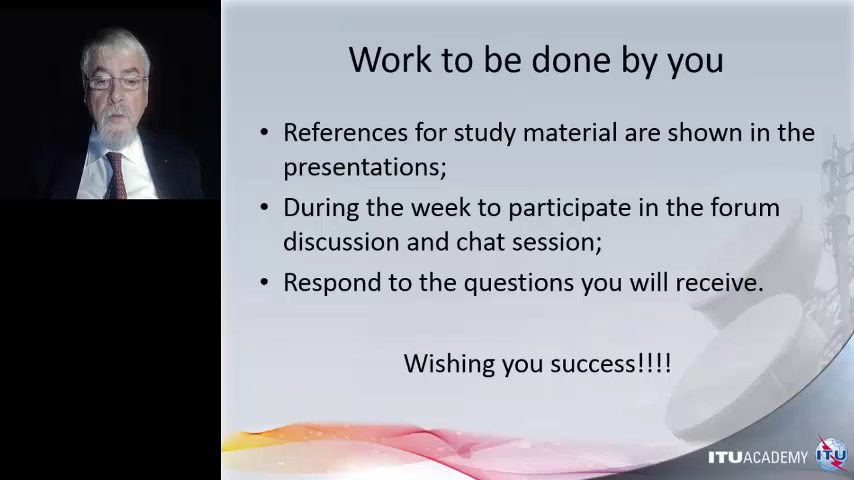 Work to be done by you
• References for study material are shown in the
presentations;
• During the week to participate in the forum
discussion and chat session;
• Respond to the questions you will receive.
Wishing you success!!!!
ITUACADEMY
ITU